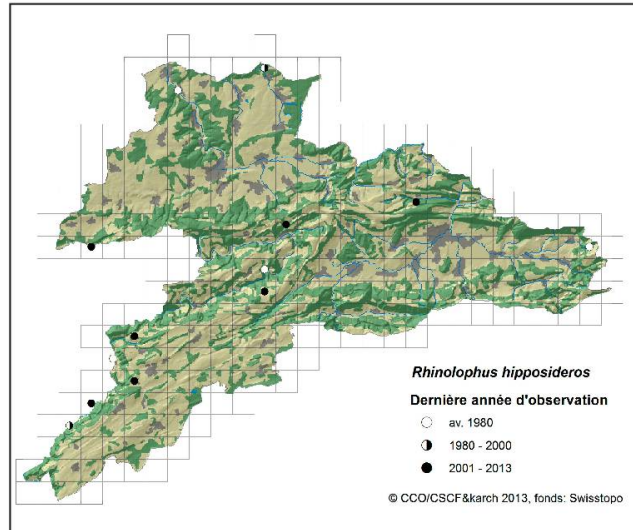 Rhinolophus hipposideros
Dernière année d'observation
av. 1980
1980 - 2000
2001 - 2013
© CCO/CSCF&karch 2013, fonds: Swisstopo